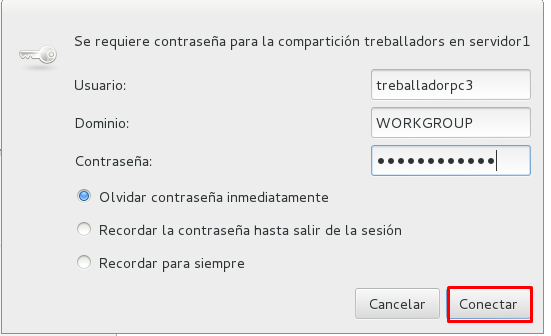 Se requiere contraseña para la compartición treballadors en servidor1
Usuario: treballadorpc3
Dominio: WORKGROUP
Contraseña: ●●●●●●●●●●●●
Olvidar contraseña inmediatamente
Recordar la contraseña hasta salir de la sesión
Recordar para siempre
Cancelar Conectar